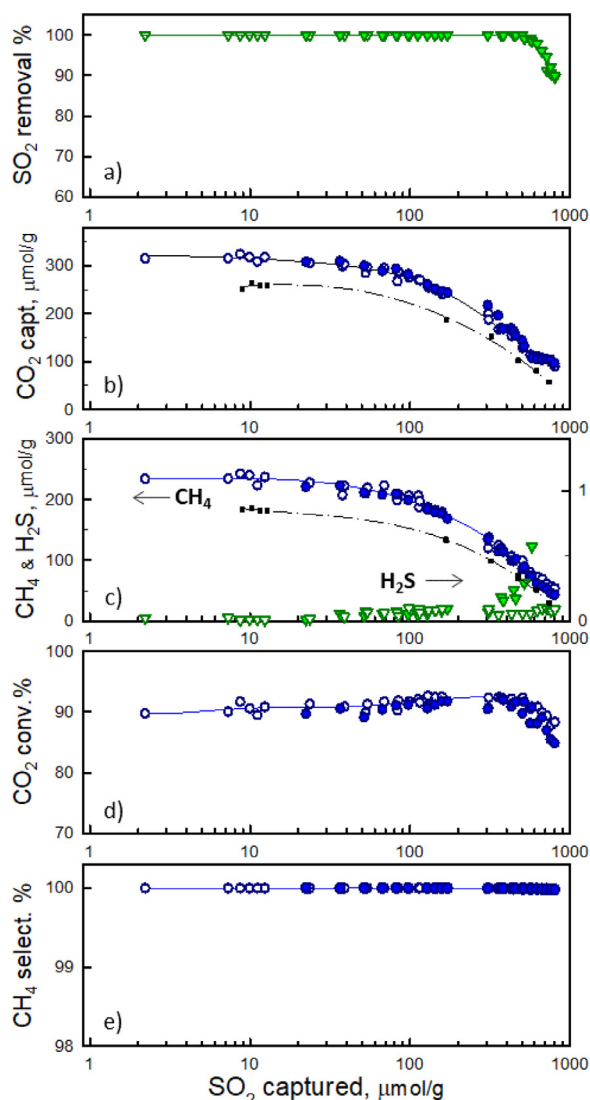 SO2 removal %
100
90
80
70
60
a)
1 10 100 1000
CO2 capt, μmol/g
300
200
100
0
b)
1 10 100 1000
CH4 & H2S, μmol/g
300
200
100
0
1
0
CH4
H2S
c)
1 10 100 1000
CO2 conv.%
100
90
80
70
d)
1 10 100 1000
CH4 select. %
100
99
98
e)
1 10 100 1000
SO2 captured, μmol/g